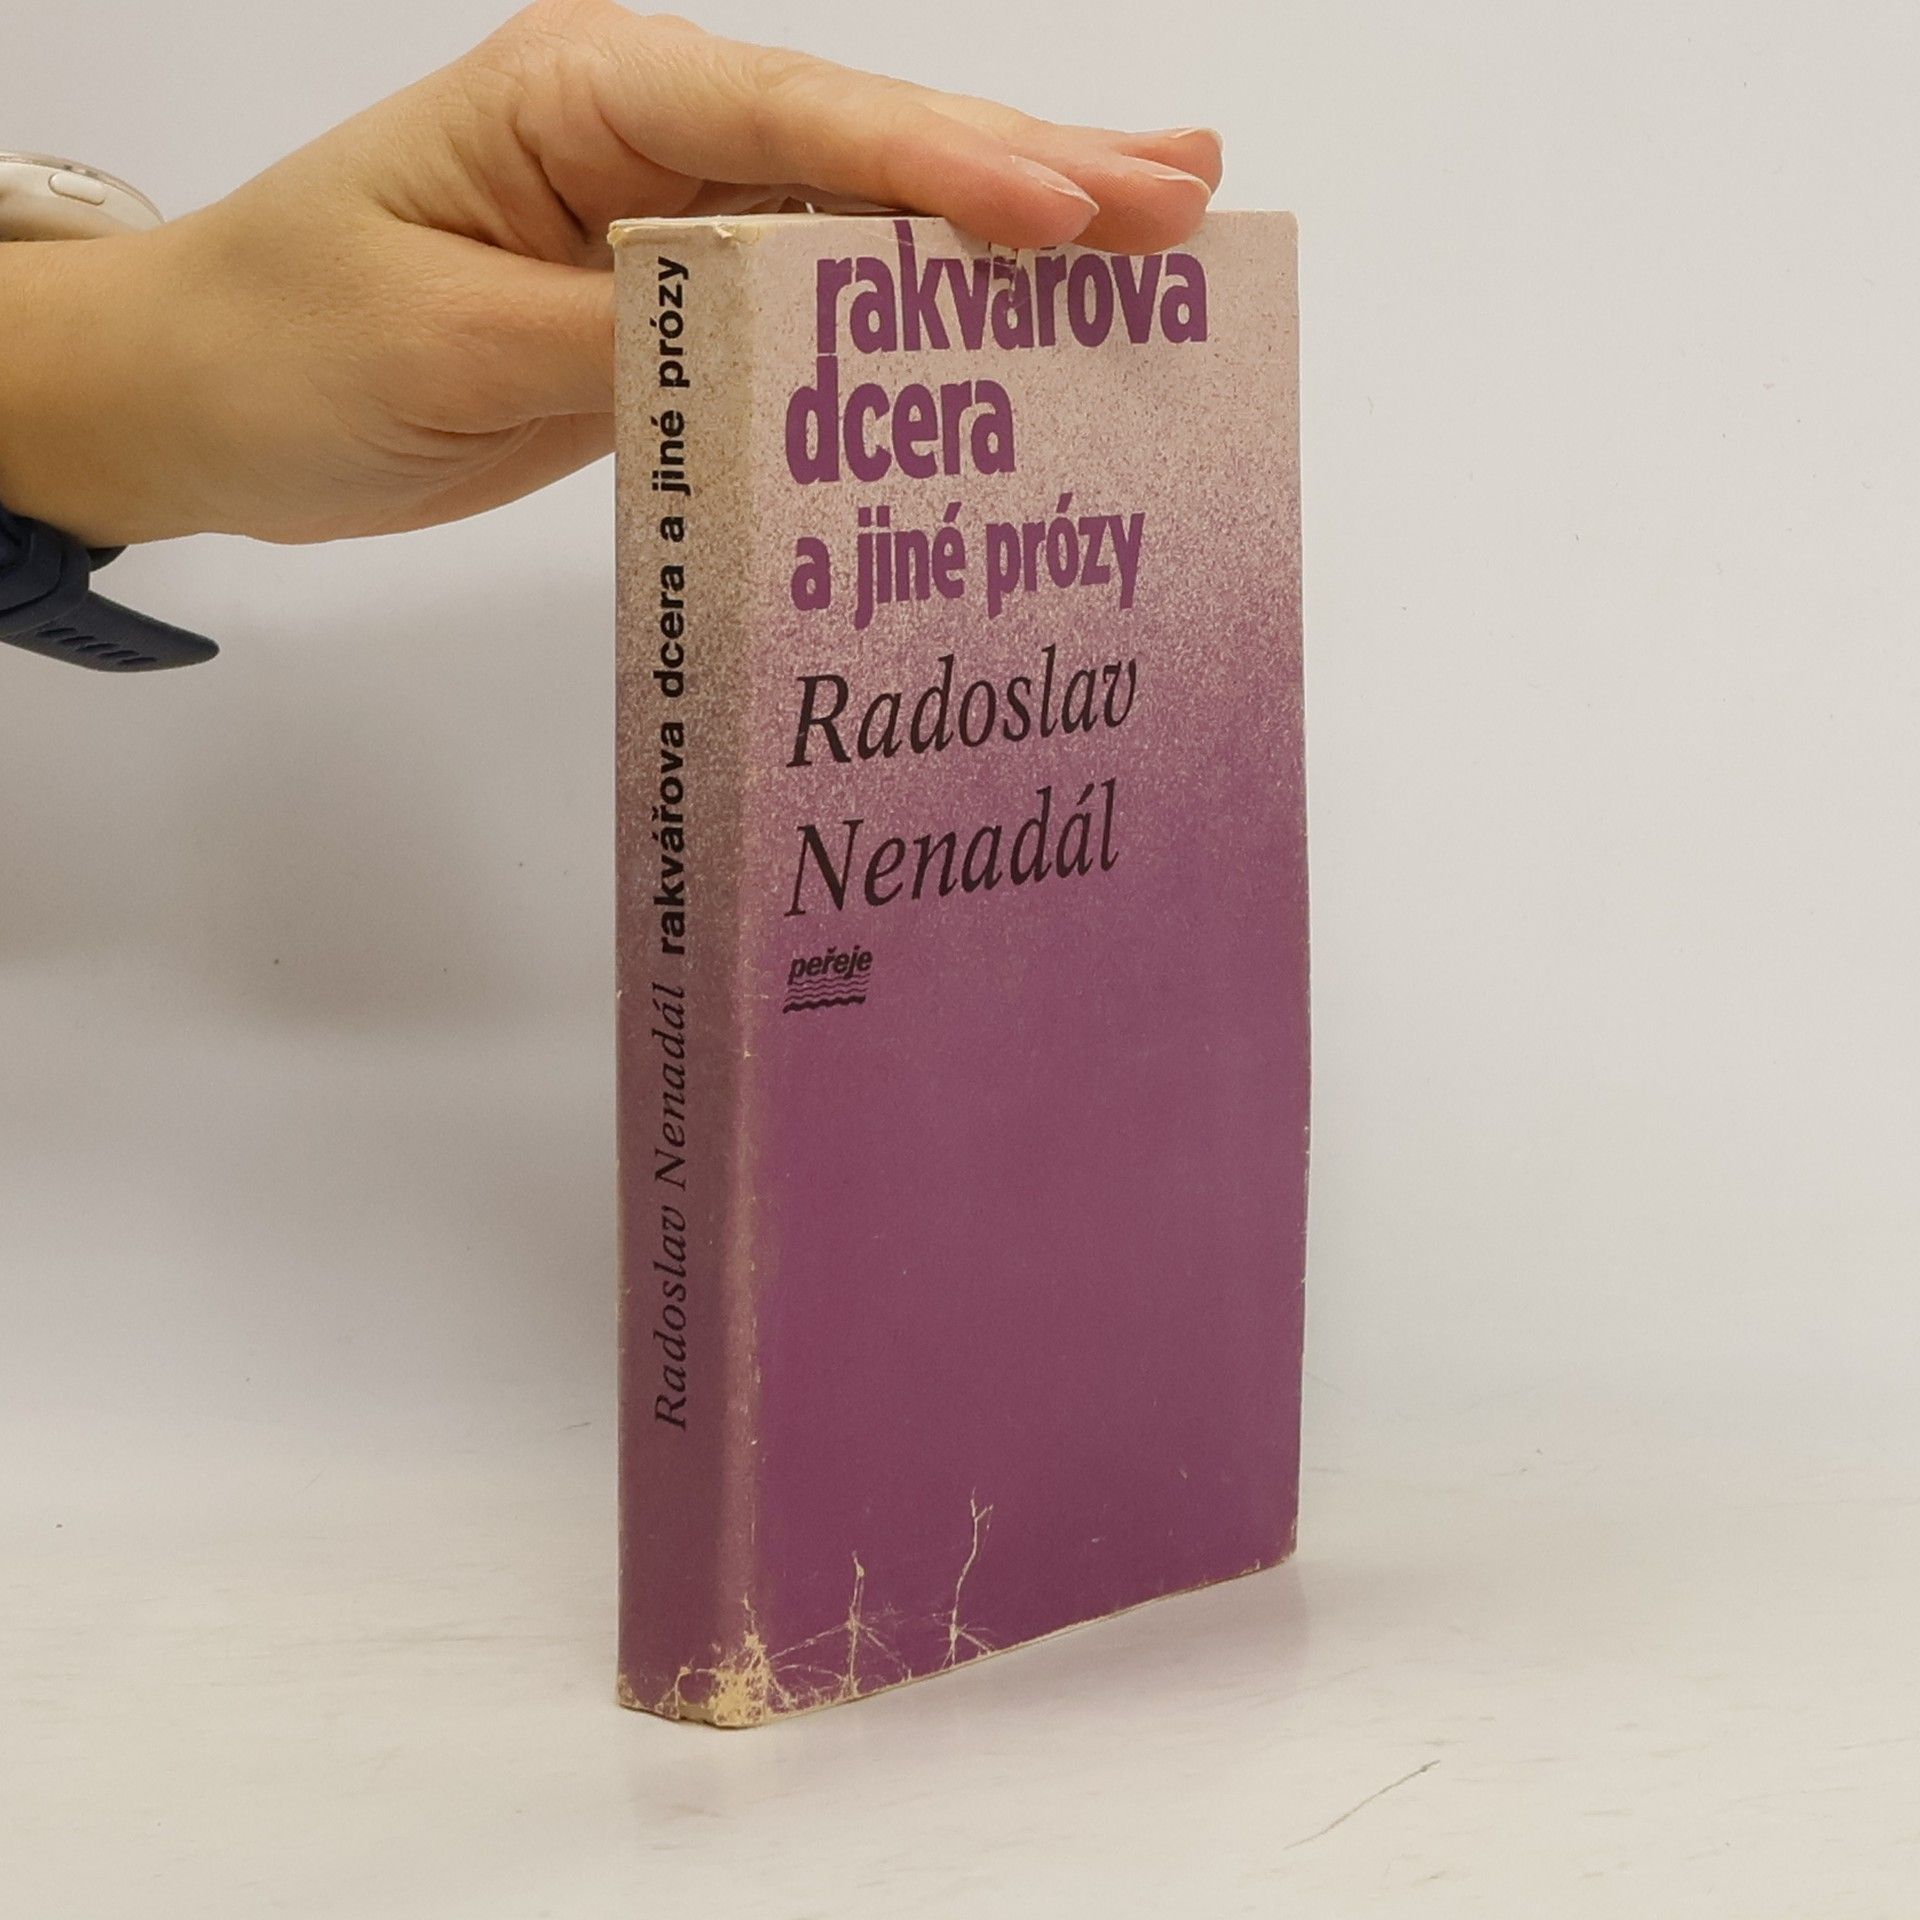 rakvářova
dcera
a jiné prózy
Radoslav
Nenadál
peřeje
Radoslav Nenadál rakvářova dcera a jiné prózy